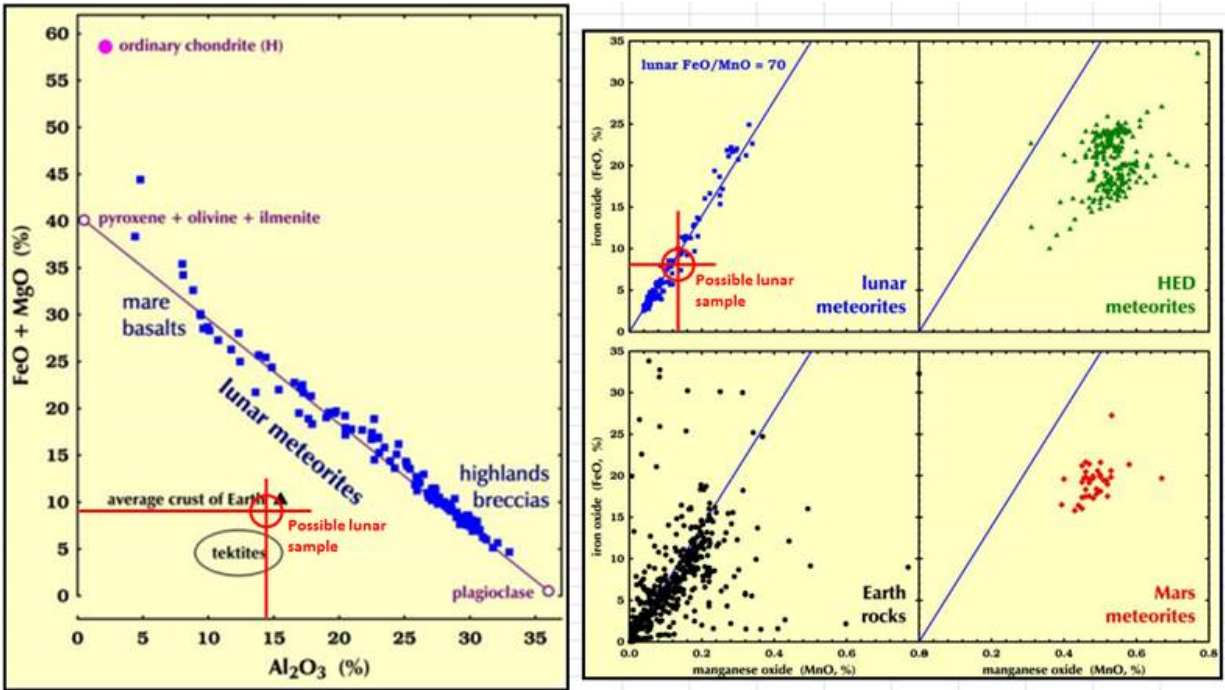 60
55
50
45
40
35
30
25
20
15
10
5
0
FeO + MgO (%)
ordinary chondrite (H)
pyroxene + olivine + ilmenite
mare
basalts
lunar meteorites
highlands
breccias
average crust of Earth
Possible lunar
sample
tektites
plagioclase
0 5 10 15 20 25 30 35
Al₂O₃ (%)
35
30
25
20
15
10
5
0
iron oxide (FeO, %)
lunar FeO/MnO = 70
Possible lunar
sample
lunar
meteorites
HED
meteorites
35
30
25
20
15
10
5
0
iron oxide (FeO, %)
Earth
rocks
Mars
meteorites
0.0 0.2 0.4 0.6 0.2 0.4 0.6 0.8
manganese oxide (MnO, %) manganese oxide (MnO, %)